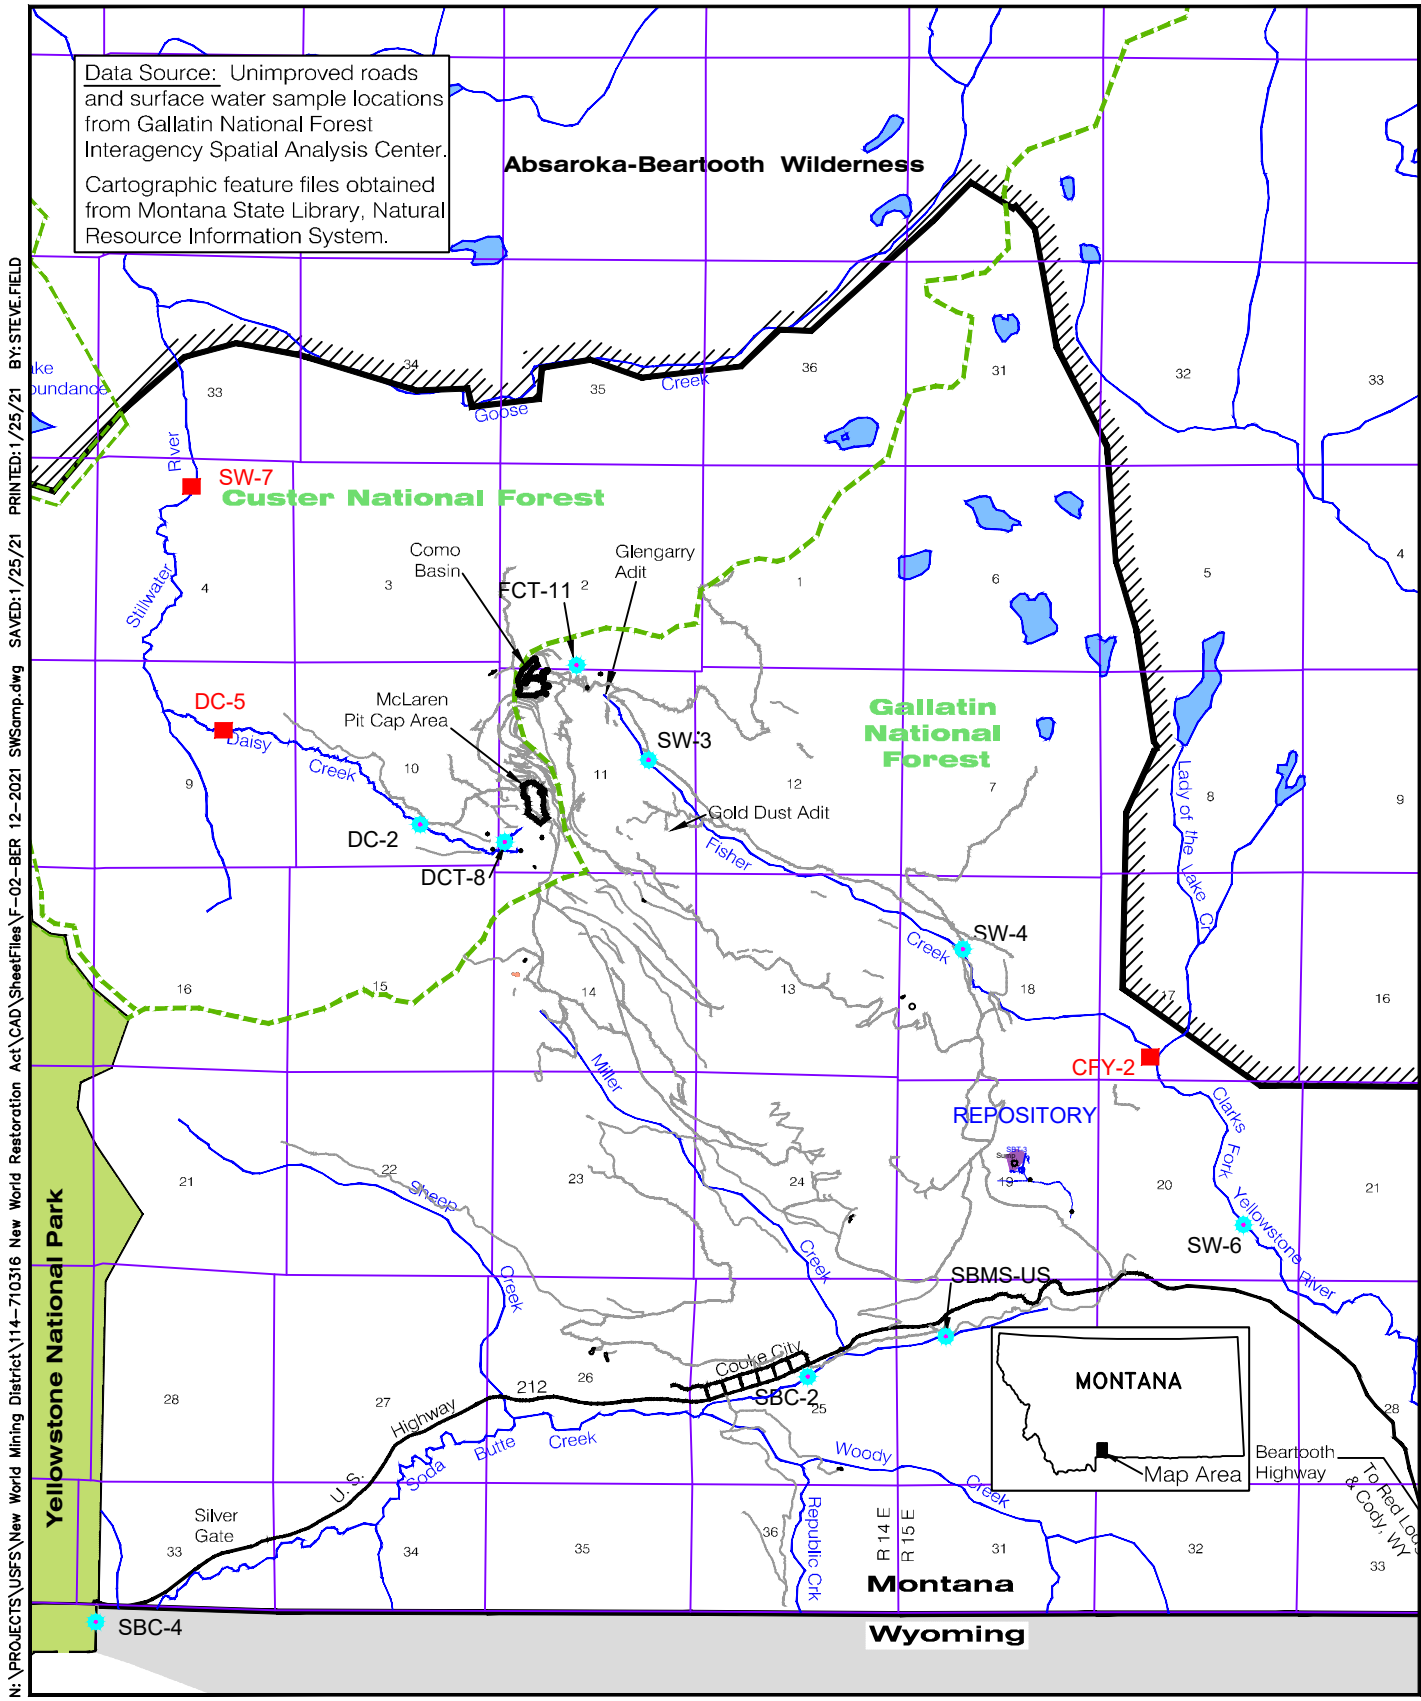 Data Source: Unimproved roads
and surface water sample locations
from Gallatin National Forest
Interagency Spatial Analysis Center.
Cartographic feature files obtained
from Montana State Library, Natural
Resource Information System.
Absaroka-Beartooth Wilderness
N:\PROJECTS\USFS\New World Mining District\114-710316 New World Restoration Act\CAD\SheetFiles\F-02-BER 12-2021 SWSamp.dwg SAVED:1/25/21 PRINTED:1/25/21 BY: STEVE.FIELD
undance
33
34
35
36
31
32
33
Goose
Creek
River
SW-7
Custer National Forest
Stillwater
4
3
2
1
6
5
4
Como
Basin
FCT-11
Glengarry
Adit
DC-5
Daisy
Creek
McLaren
Pit Cap Area
SW-3
Gallatin
National
Forest
9
10
11
12
7
8
9
Gold Dust Adit
DC-2
DCT-8
Fisher
Creek
Lady of the Lake Cr
SW-4
16
15
14
13
18
17
16
CFY-2
Miller
Creek
REPOSITORY
SBT-3
Sump
Clarks
Fork
Yellowstone
River
21
22
23
24
19
20
21
Sheep
Creek
SW-6
SBMS-US
Yellowstone National Park
Cooke City
SBC-2
28
27
26
25
28
U. S.
Highway
212
Soda
Butte
Creek
Woody
Creek
Republic Crk
MONTANA
Map Area
Beartooth
Highway
To Red Lodge
& Cody, WY
Silver
Gate
33
34
35
36
31
32
33
R 14 E
R 15 E
Montana
Wyoming
SBC-4